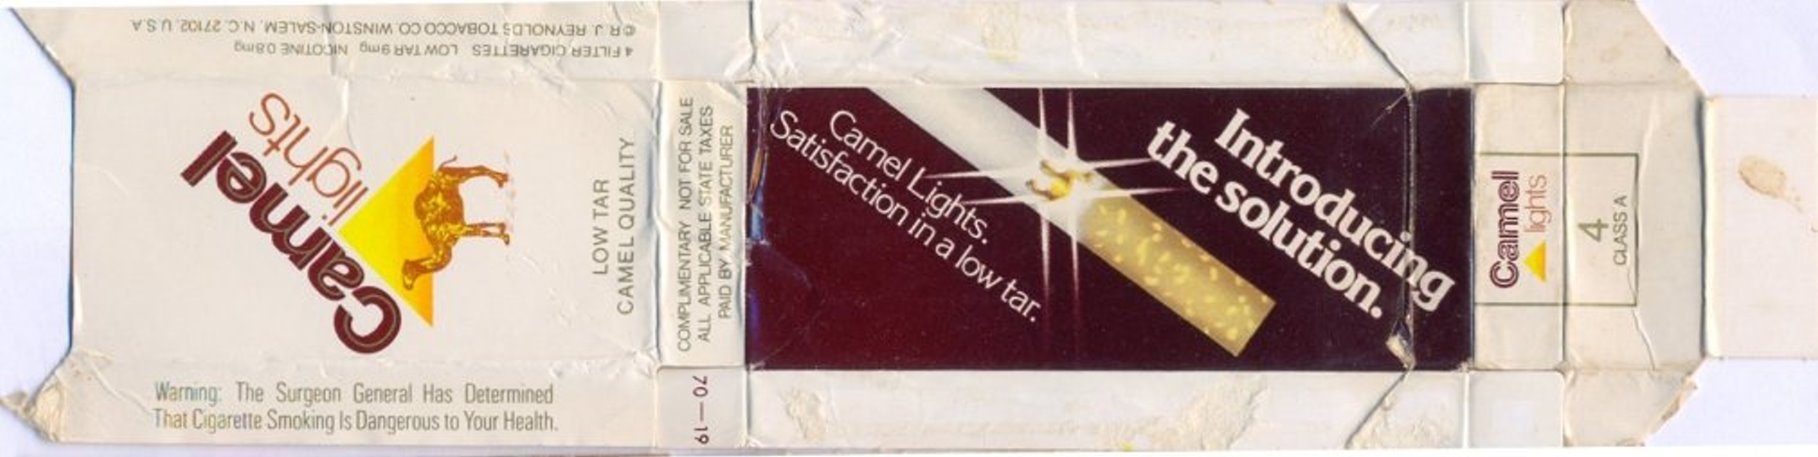 © R. J. REYNOLDS TOBACCO CO. WINSTON-SALEM, N.C. 27102 U.S.A.
4 FILTER CIGARETTES LOW TAR 9 mg NICOTINE 0.8 mg
Camel
lights
LOW TAR
CAMEL QUALITY
Warning: The Surgeon General Has Determined
That Cigarette Smoking Is Dangerous to Your Health.
COMPLIMENTARY NOT FOR SALE
ALL APPLICABLE STATE TAXES
PAID BY MANUFACTURER
70—19
Camel Lights.
Satisfaction in a low tar.
Introducing
the solution.
Camel
lights
4
CLASS A